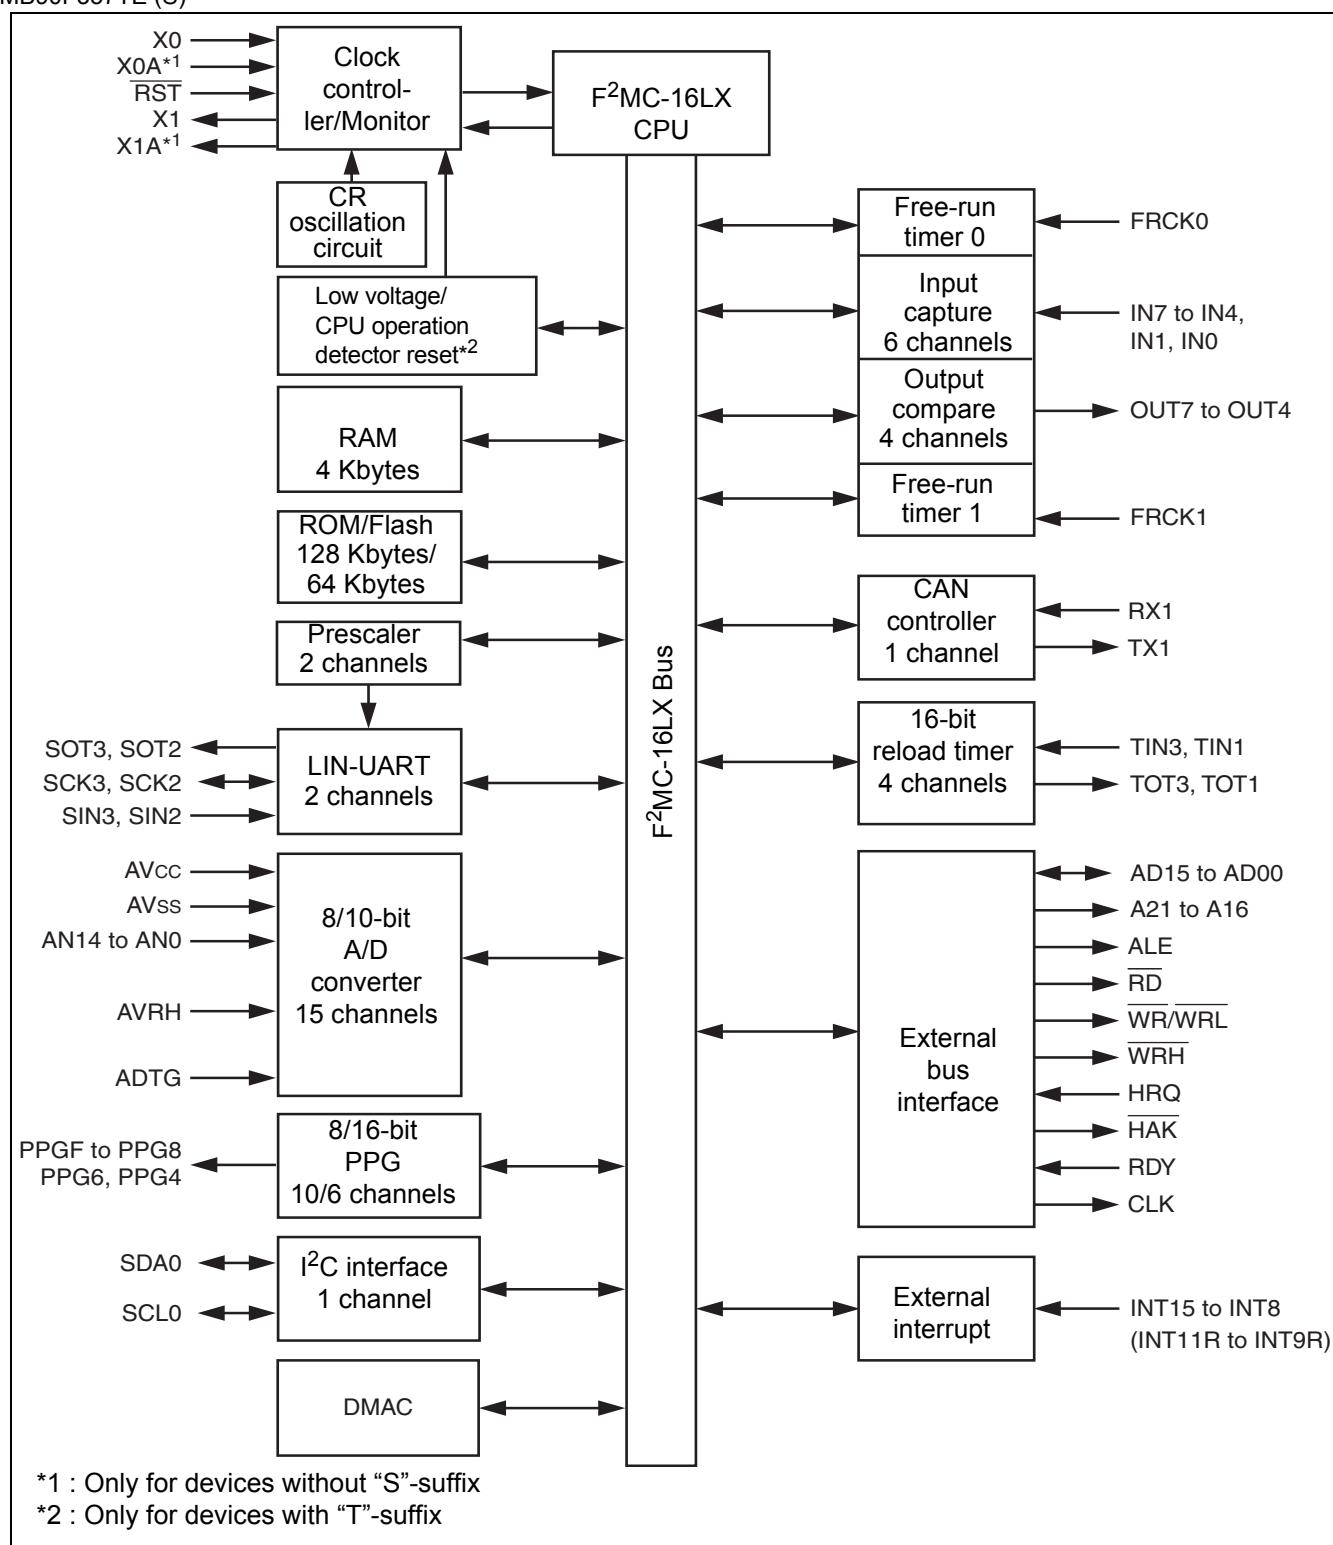 X0
X0A*1
RST
X1
X1A*1
Clock
control-
ler/Monitor
F2MC-16LX
CPU
CR
oscillation
circuit
Low voltage/
CPU operation
detector reset*2
RAM
4 Kbytes
ROM/Flash
128 Kbytes/
64 Kbytes
Prescaler
2 channels
SOT3, SOT2
SCK3, SCK2
SIN3, SIN2
LIN-UART
2 channels
AVCC
AVSS
AN14 to AN0
AVRH
ADTG
8/10-bit
A/D
converter
15 channels
PPGF to PPG8
PPG6, PPG4
8/16-bit
PPG
10/6 channels
SDA0
SCL0
I2C interface
1 channel
DMAC
F2MC-16LX Bus
Free-run
timer 0
FRCK0
Input
capture
6 channels
IN7 to IN4,
IN1, IN0
Output
compare
4 channels
OUT7 to OUT4
Free-run
timer 1
FRCK1
CAN
controller
1 channel
RX1
TX1
16-bit
reload timer
4 channels
TIN3, TIN1
TOT3, TOT1
External
bus
interface
AD15 to AD00
A21 to A16
ALE
RD
WR/WRL
WRH
HRQ
HAK
RDY
CLK
External
interrupt
INT15 to INT8
(INT11R to INT9R)
*1 : Only for devices without “S”-suffix
*2 : Only for devices with “T”-suffix